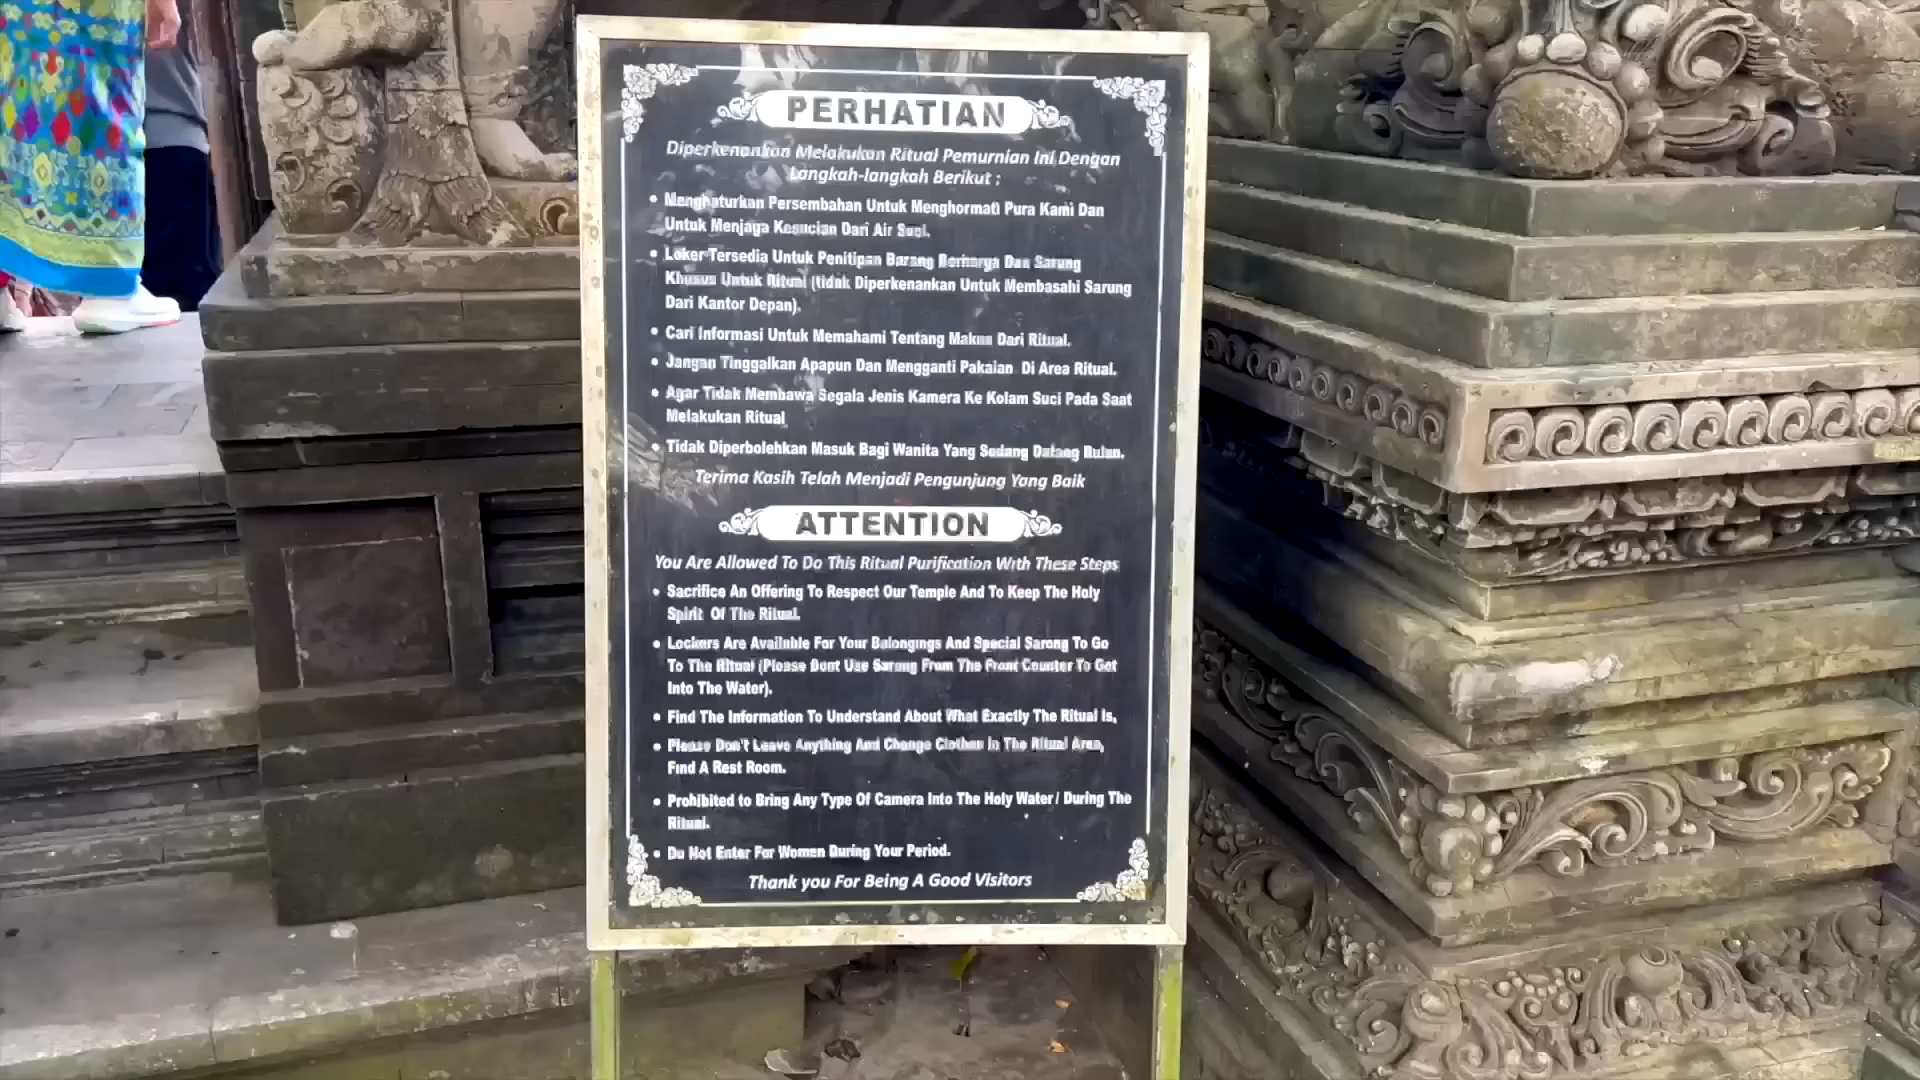 PERHATIAN
Diperkenankan Melakukan Ritual Pemurnian Ini Dengan
Langkah-langkah Berikut :
• Menghaturkan Persembahan Untuk Menghormati Pura Kami Dan
Untuk Menjaga Kesucian Dari Air Suci.
• Loker Tersedia Untuk Penitipan Barang Berharga Dan Sarung
Khusus Untuk Ritual (tidak Diperkenankan Untuk Membasahi Sarung
Dari Kantor Depan).
• Cari Informasi Untuk Memahami Tentang Makna Dari Ritual.
• Jangan Tinggalkan Apapun Dan Mengganti Pakaian Di Area Ritual.
• Agar Tidak Membawa Segala Jenis Kamera Ke Kolam Suci Pada Saat
Melakukan Ritual
• Tidak Diperbolehkan Masuk Bagi Wanita Yang Sedang Datang Bulan.
Terima Kasih Telah Menjadi Pengunjung Yang Baik
ATTENTION
You Are Allowed To Do This Ritual Purification With These Steps
• Sacrifice An Offering To Respect Our Temple And To Keep The Holy
Spirit Of The Ritual.
• Lockers Are Available For Your Belongings And Special Sarong To Go
To The Ritual (Please Dont Use Sarong From The Front Counter To Get
Into The Water).
• Find The Information To Understand About What Exactly The Ritual Is,
• Please Don't Leave Anything And Change Clothes In The Ritual Area,
Find A Rest Room.
• Prohibited to Bring Any Type Of Camera Into The Holy Water / During The
Ritual.
• Do Not Enter For Women During Your Period.
Thank you For Being A Good Visitors